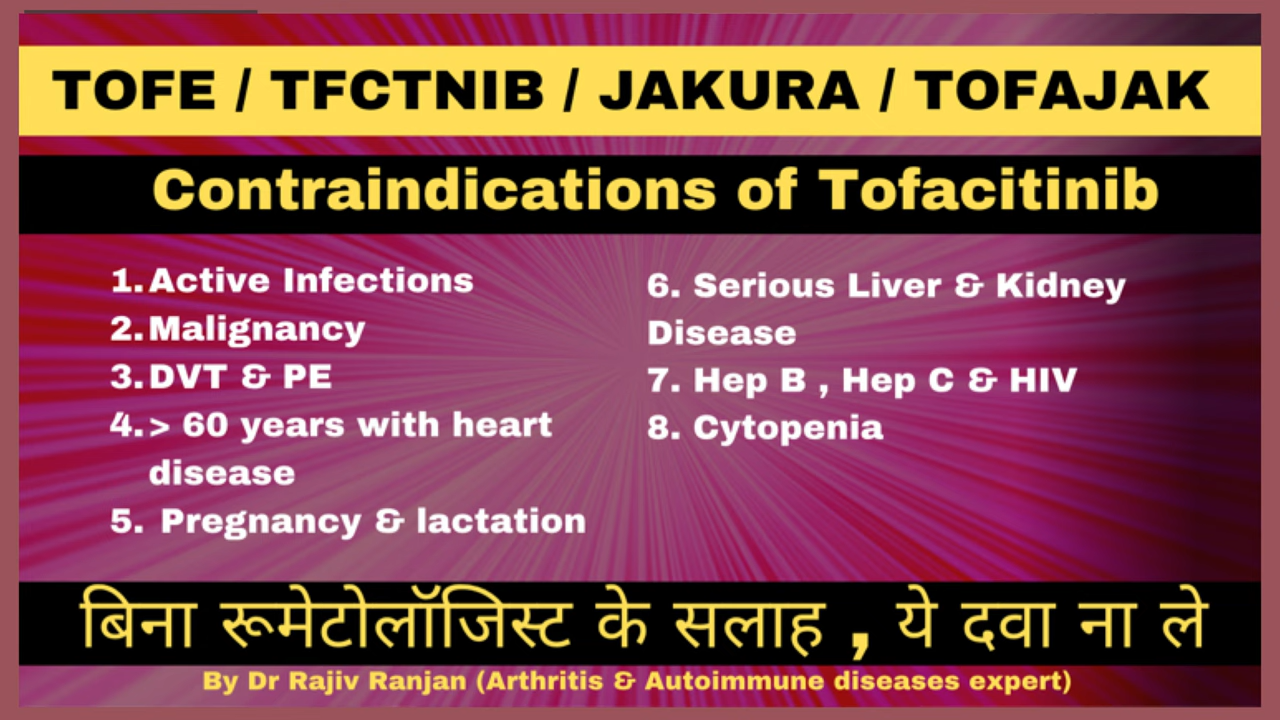 TOFE / TFCTNIB / JAKURA / TOFAJAK
Contraindications of Tofacitinib
1. Active Infections
2. Malignancy
3. DVT & PE
4. > 60 years with heart
disease
5. Pregnancy & lactation
6. Serious Liver & Kidney
Disease
7. Hep B , Hep C & HIV
8. Cytopenia
बिना रूमेटोलॉजिस्ट के सलाह , ये दवा ना ले
By Dr Rajiv Ranjan (Arthritis & Autoimmune diseases expert)